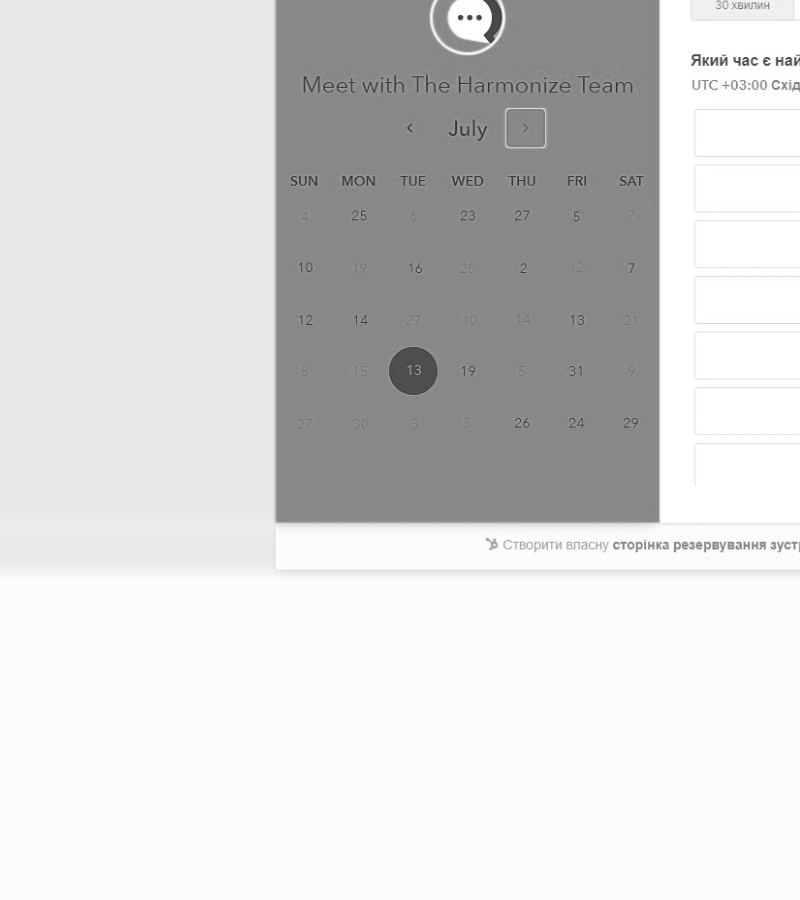 30 хвилин
Який час є най
Meet with The Harmonize Team
UTC +03:00 Схід
July
SUN MON TUE WED THU FRI SAT
4 25 6 23 27 5 7
10 19 16 25 2 12 7
12 14 27 10 14 13 21
5 15 13 19 5 31 9
27 30 3 5 26 24 29
Створити власну сторінка резервування зустр